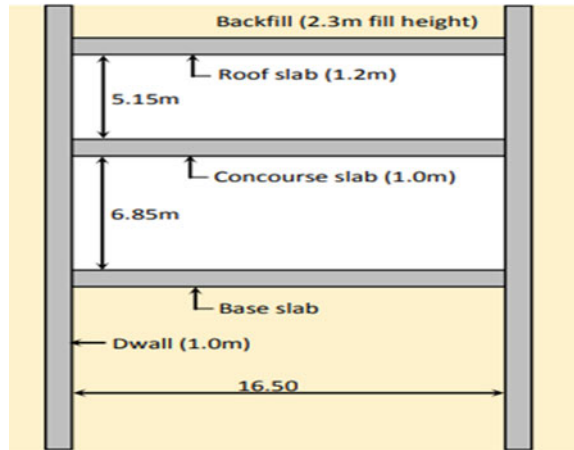 Backfill (2.3m fill height)
Roof slab (1.2m)
5.15m
Concourse slab (1.0m)
6.85m
Base slab
Dwall (1.0m)
16.50